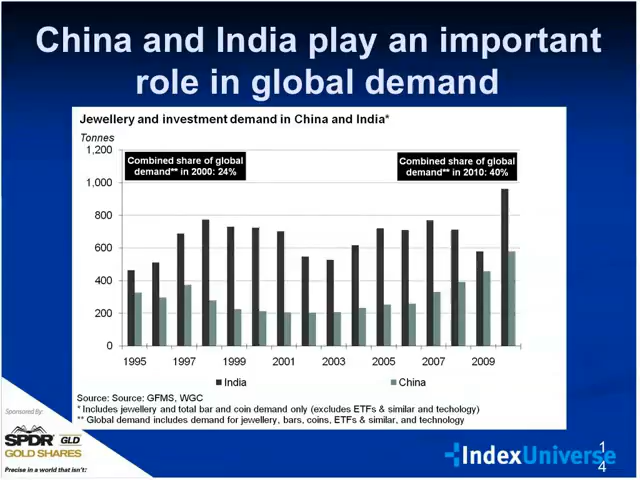 China and India play an important
role in global demand
Jewellery and investment demand in China and India*
Tonnes
1,200
1,000
800
600
400
200
0
Combined share of global
demand** in 2000: 24%
Combined share of global
demand** in 2010: 40%
1995 1997 1999 2001 2003 2005 2007 2009
India China
Source: Source: GFMS, WGC
* Includes jewellery and total bar and coin demand only (excludes ETFs & similar and techology)
** Global demand includes demand for jewellery, bars, coins, ETFs & similar, and technology
Sponsored By:
SPDR GLD
GOLD SHARES
Precise in a world that isn't:
IndexUniverse
1
4